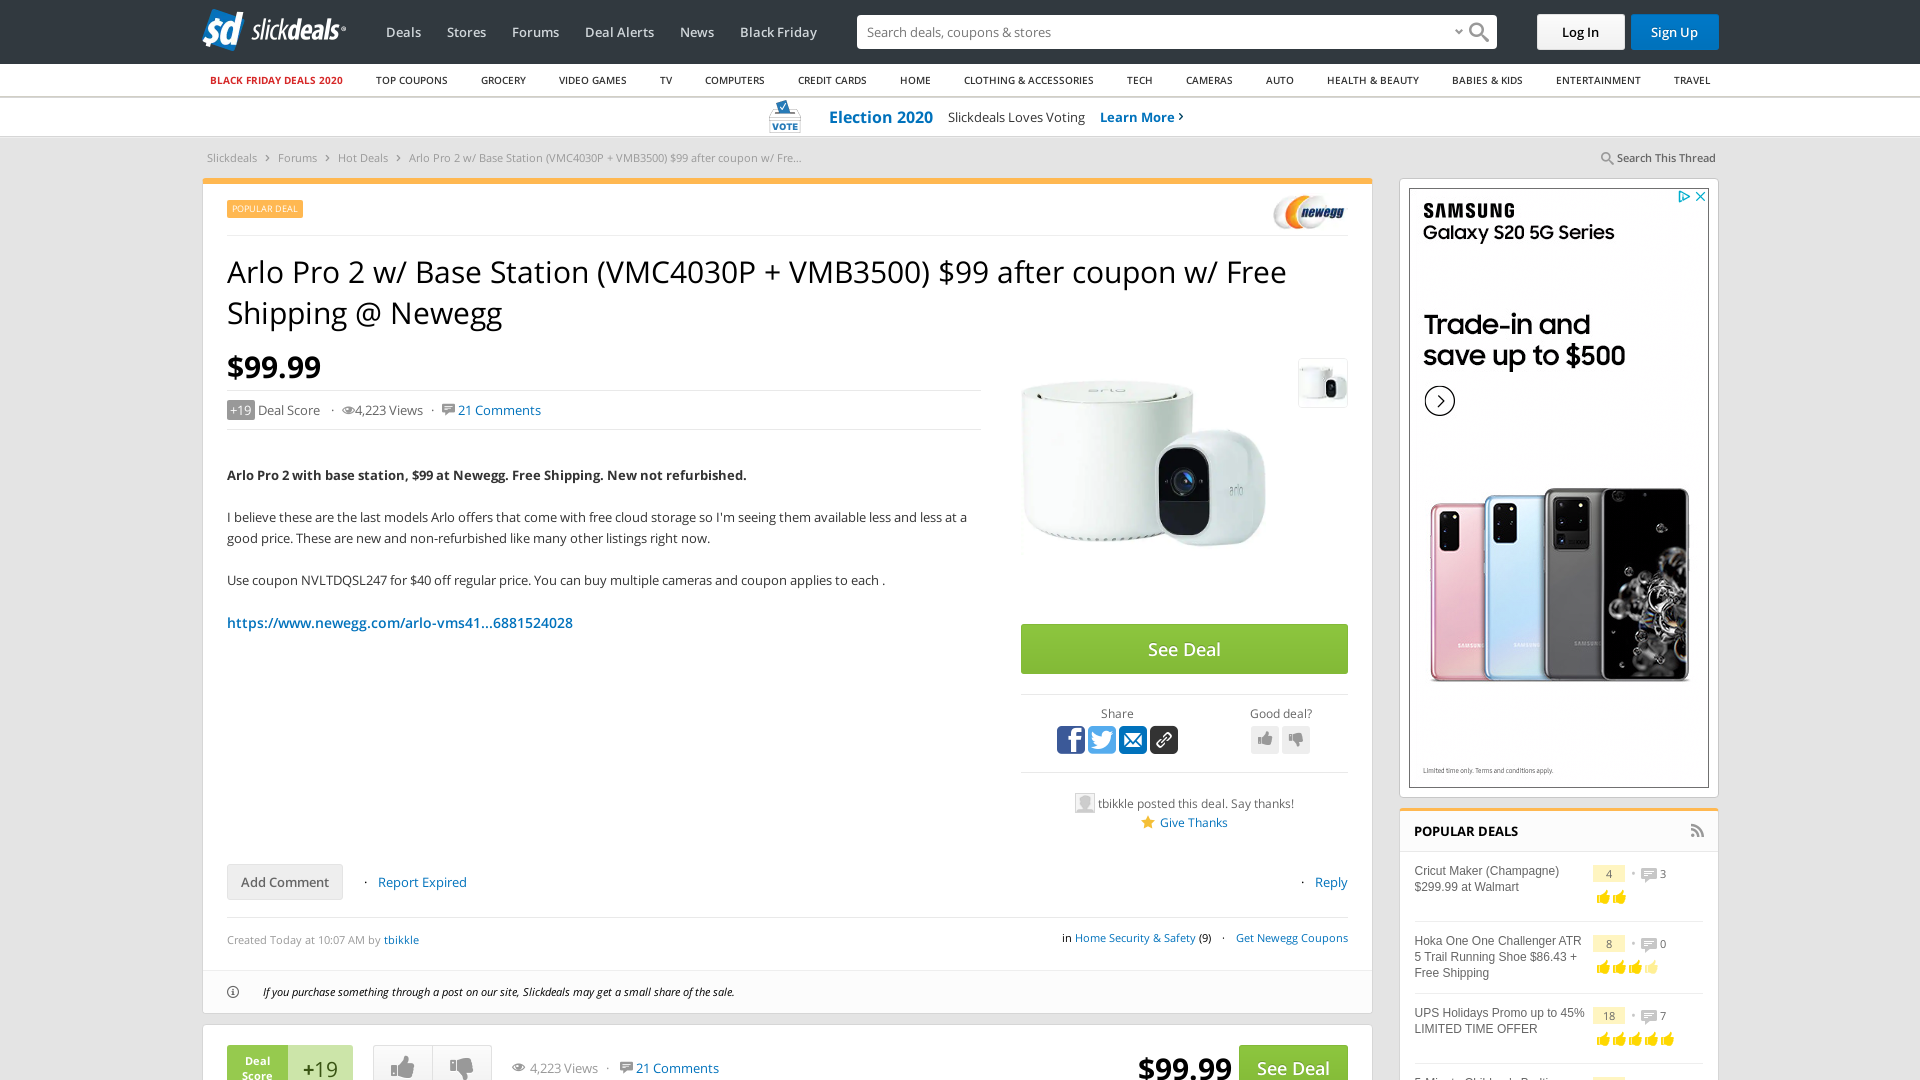 sd slickdeals
Deals
Stores
Forums
Deal Alerts
News
Black Friday
Search deals, coupons & stores
Log In
Sign Up
BLACK FRIDAY DEALS 2020
TOP COUPONS
GROCERY
VIDEO GAMES
TV
COMPUTERS
CREDIT CARDS
HOME
CLOTHING & ACCESSORIES
TECH
CAMERAS
AUTO
HEALTH & BEAUTY
BABIES & KIDS
ENTERTAINMENT
TRAVEL
VOTE
Election 2020 Slickdeals Loves Voting Learn More
Slickdeals › Forums › Hot Deals › Arlo Pro 2 w/ Base Station (VMC4030P + VMB3500) $99 after coupon w/ Fre...
Search This Thread
POPULAR DEAL
newegg
Arlo Pro 2 w/ Base Station (VMC4030P + VMB3500) $99 after coupon w/ Free
Shipping @ Newegg
$99.99
+19 Deal Score · 4,223 Views · 21 Comments
Arlo Pro 2 with base station, $99 at Newegg. Free Shipping. New not refurbished.
I believe these are the last models Arlo offers that come with free cloud storage so I'm seeing them available less and less at a
good price. These are new and non-refurbished like many other listings right now.
Use coupon NVLTDQSL247 for $40 off regular price. You can buy multiple cameras and coupon applies to each .
https://www.newegg.com/arlo-vms41...6881524028
arlo
arlo
See Deal
Share
Good deal?
tbikkle posted this deal. Say thanks!
Give Thanks
Add Comment
· Report Expired
· Reply
Created Today at 10:07 AM by tbikkle
in Home Security & Safety (9) · Get Newegg Coupons
If you purchase something through a post on our site, Slickdeals may get a small share of the sale.
Deal
Score
+19
4,223 Views · 21 Comments
$99.99
See Deal
SAMSUNG
Galaxy S20 5G Series
Trade-in and
save up to $500
SAMSUNG
SAMSUNG
SAMSUNG
Limited time only. Terms and conditions apply.
POPULAR DEALS
Cricut Maker (Champagne)
$299.99 at Walmart
4 · 3
Hoka One One Challenger ATR
5 Trail Running Shoe $86.43 +
Free Shipping
8 · 0
UPS Holidays Promo up to 45%
LIMITED TIME OFFER
18 · 7